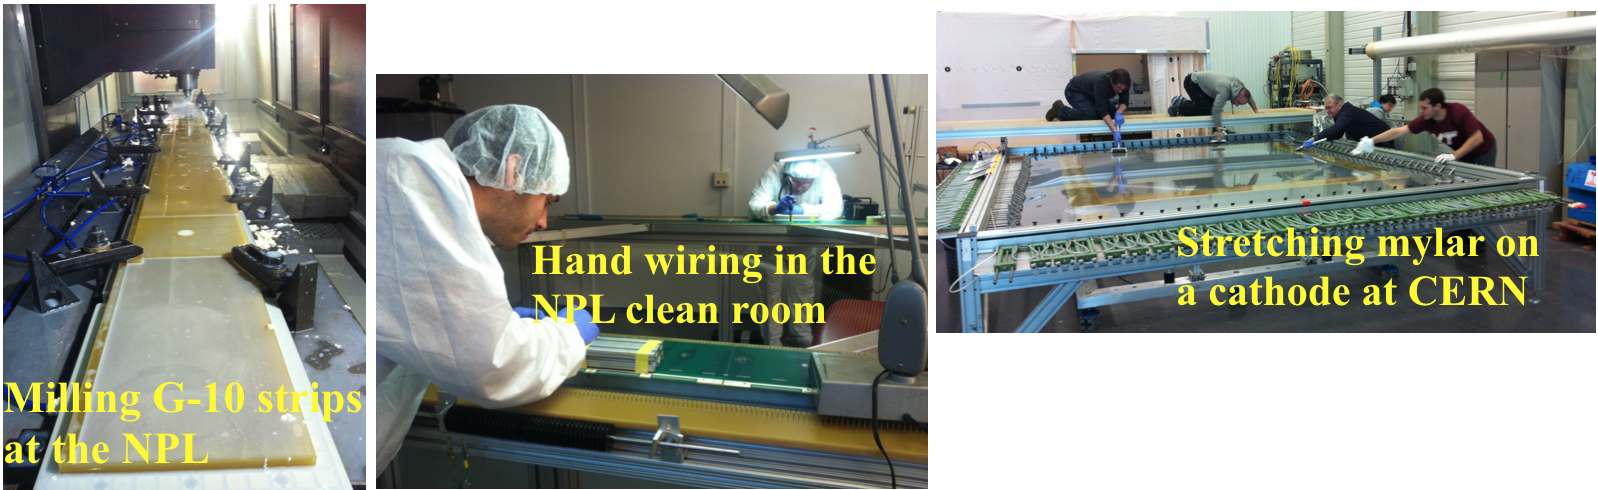 Milling G-10 strips
at the NPL
Hand wiring in the
NPL clean room
Stretching mylar on
a cathode at CERN